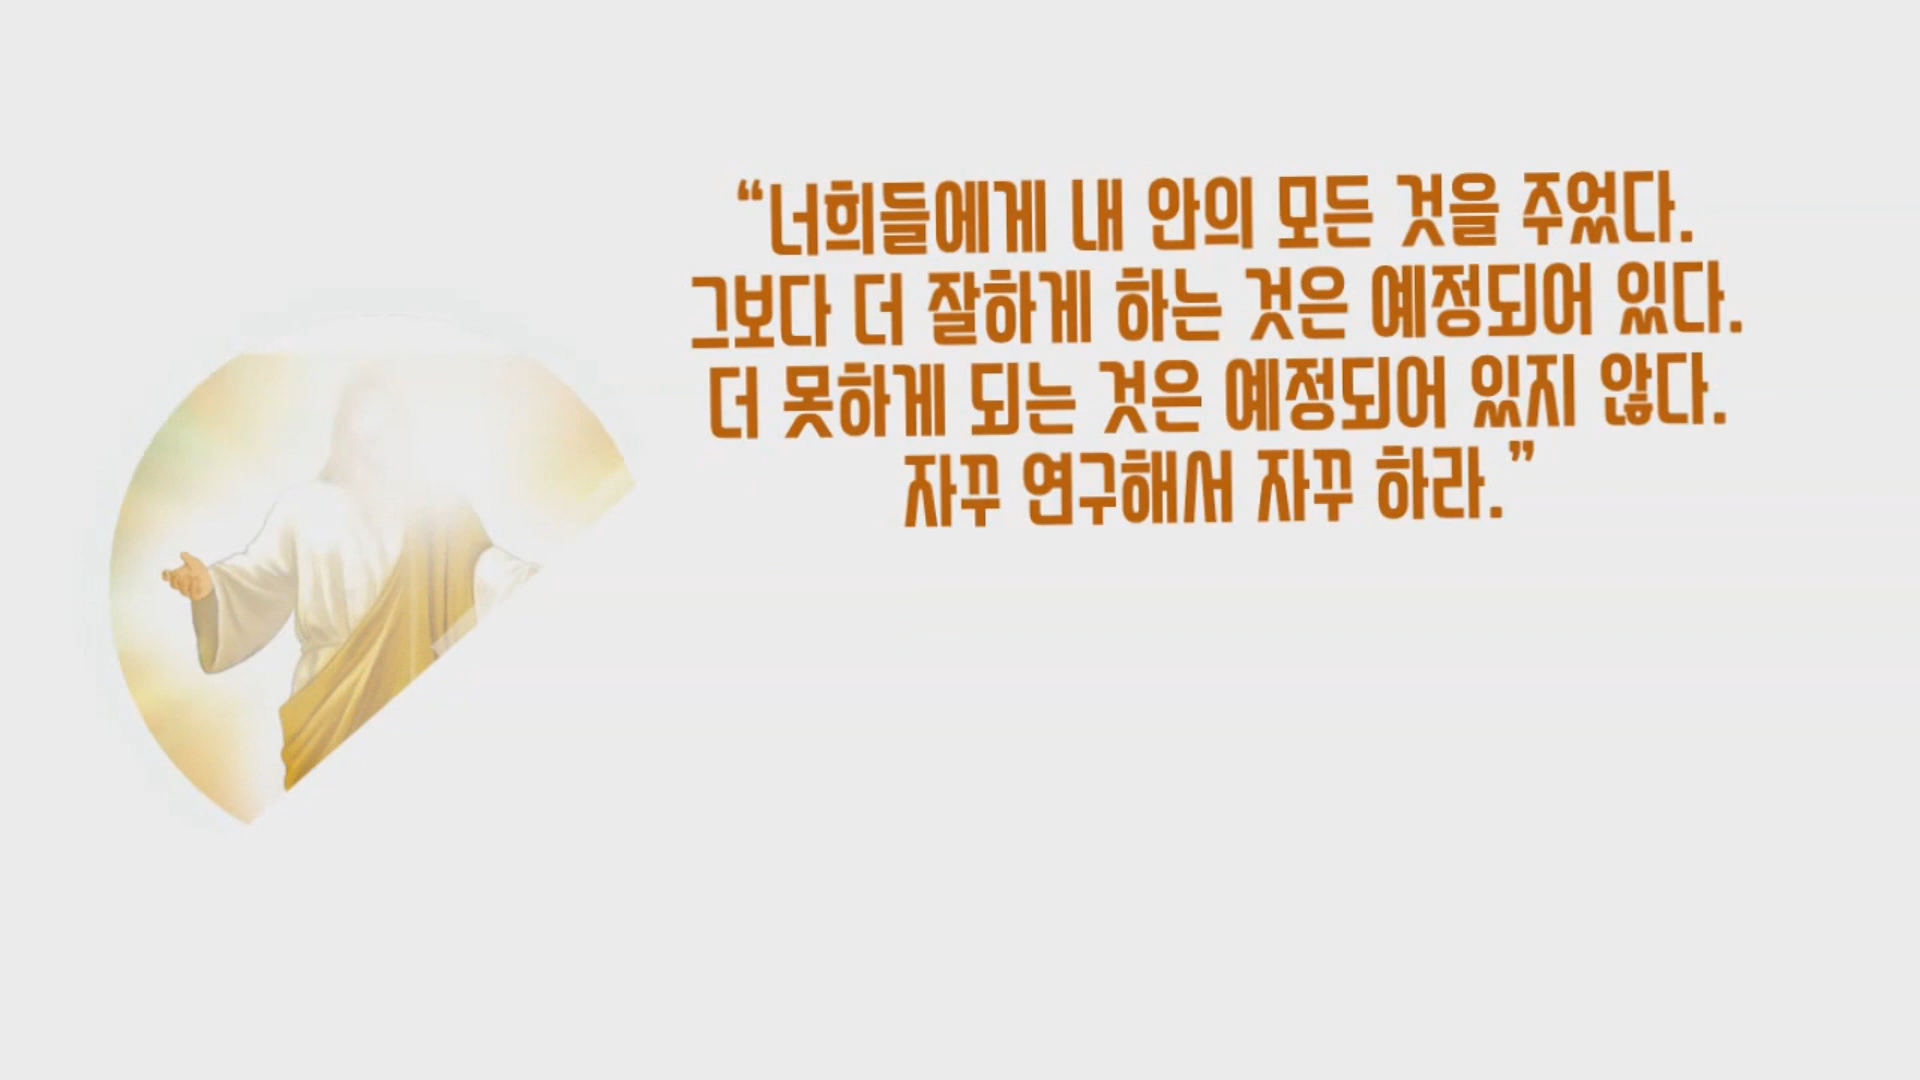 “너희들에게 내 안의 모든 것을 주었다.
그보다 더 잘하게 하는 것은 예정되어 있다.
더 못하게 되는 것은 예정되어 있지 않다.
자꾸 연구해서 자꾸 하라.”